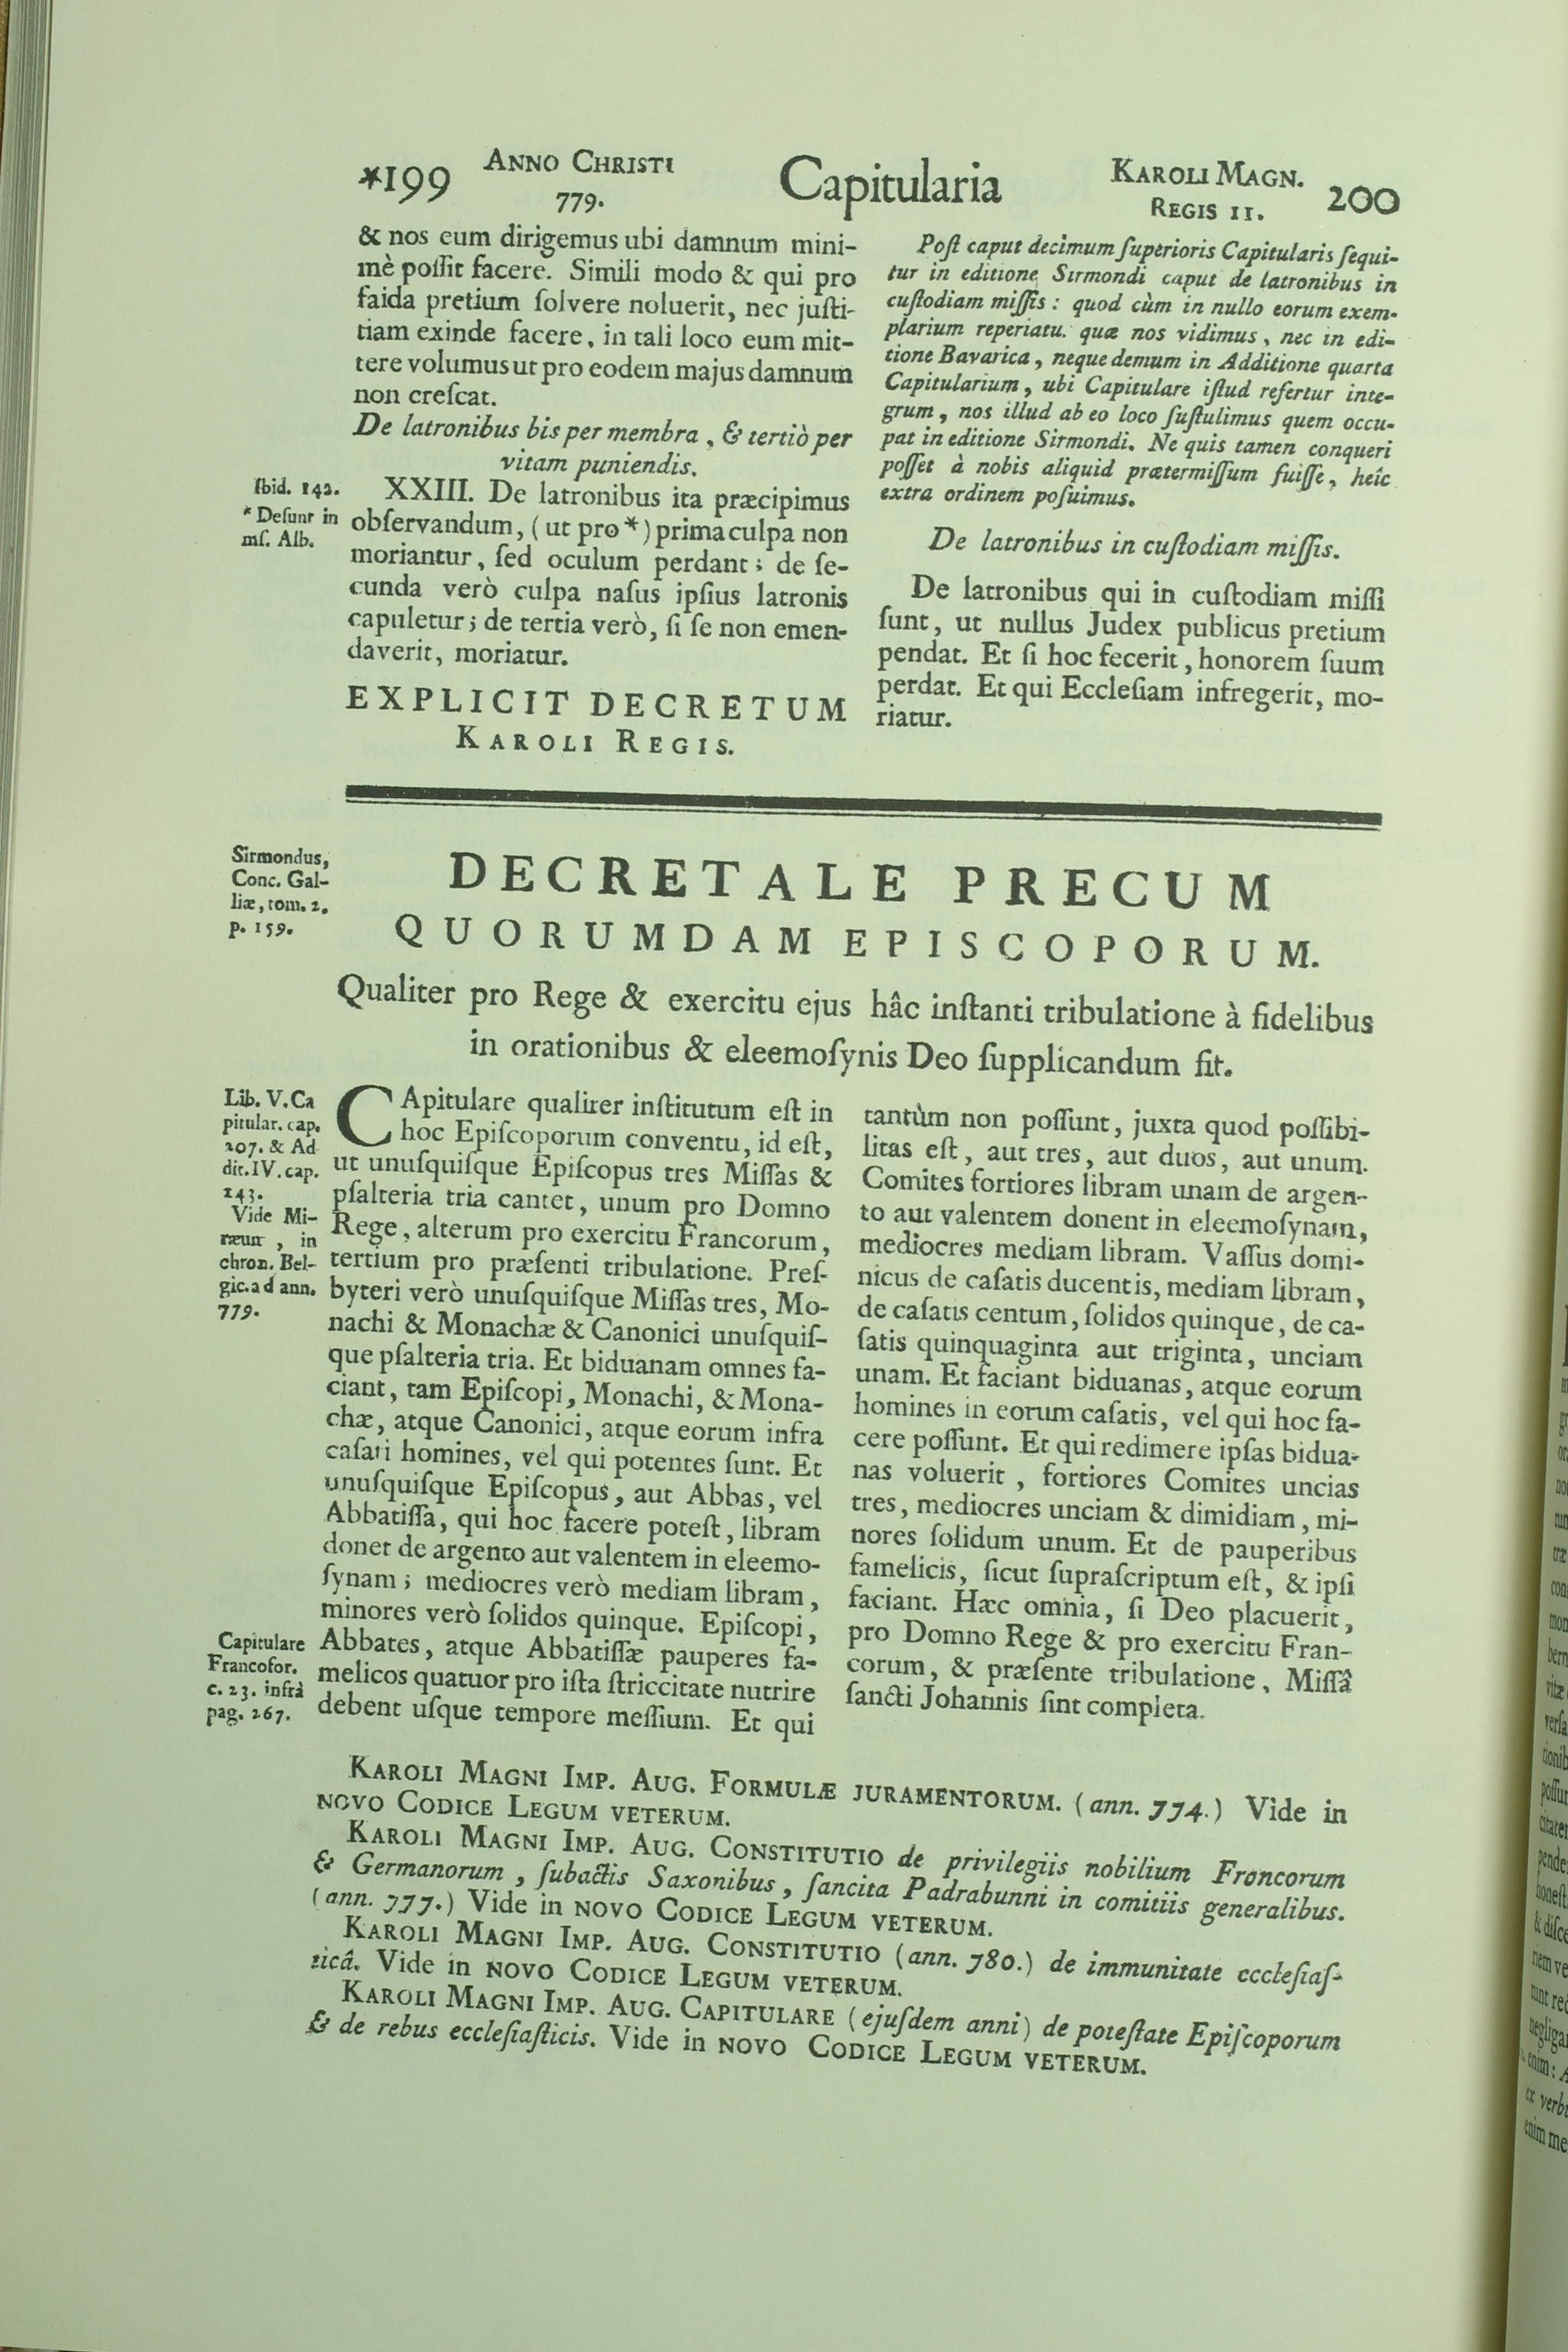 *199
ANNO CHRISTI
779.
Capitularia
KAROLI MAGN.
REGIS II.
200
& nos eum dirigemus ubi damnum mini-
mè poſſit facere. Simili modo & qui pro
faida pretium ſolvere noluerit, nec juſti-
tiam exinde facere, in tali loco eum mit-
tere volumus ut pro eodem majus damnum
non creſcat.
De latronibus bis per membra, & tertiò per
vitam puniendis.
Ibid. 142.
* Deſunt in
mſ. Alb.
XXIII. De latronibus ita præcipimus
obſervandum, (ut pro*) prima culpa non
moriantur, ſed oculum perdant; de ſe-
cunda verò culpa naſus ipſius latronis
capuletur; de tertia verò, ſi ſe non emen-
daverit, moriatur.
EXPLICIT DECRETUM
KAROLI REGIS.
Poſt caput decimum ſuperioris Capitularis ſequi-
tur in editione Sirmondi caput de latronibus in
cuſtodiam miſſis: quod cùm in nullo eorum exem-
plarium reperiatu. quæ nos vidimus, nec in edi-
tione Bavarica, neque demum in Additione quarta
Capitularium, ubi Capitulare iſtud refertur inte-
grum, nos illud ab eo loco ſuſtulimus quem occu-
pat in editione Sirmondi. Ne quis tamen conqueri
poſſet à nobis aliquid prætermiſſum fuiſſe, heîc
extra ordinem poſuimus.
De latronibus in cuſtodiam miſſis.
De latronibus qui in cuſtodiam miſſi
ſunt, ut nullus Judex publicus pretium
pendat. Et ſi hoc fecerit, honorem ſuum
perdat. Et qui Eccleſiam infregerit, mo-
riatur.
Sirmondus,
Conc. Gal-
liæ, tom. 2.
p. 159.
DECRETALE PRECUM
QUORUMDAM EPISCOPORUM.
Qualiter pro Rege & exercitu ejus hâc inſtanti tribulatione à fidelibus
in orationibus & eleemoſynis Deo ſupplicandum ſit.
Lib. V. Ca
pitular. cap.
207. & Ad
dit. IV. cap.
143.
Vide Mi-
ræum, in
chron. Bel-
gic. ad ann.
779.
CApitulare qualiter inſtitutum eſt in
hoc Epiſcoporum conventu, id eſt,
ut unuſquiſque Epiſcopus tres Miſſas &
pſalteria tria cantet, unum pro Domno
Rege, alterum pro exercitu Francorum,
tertium pro præſenti tribulatione. Preſ-
byteri verò unuſquiſque Miſſas tres, Mo-
nachi & Monachæ & Canonici unuſquiſ-
que pſalteria tria. Et biduanam omnes fa-
ciant, tam Epiſcopi, Monachi, & Mona-
chæ, atque Canonici, atque eorum infra
caſati homines, vel qui potentes ſunt. Et
unuſquiſque Epiſcopus, aut Abbas, vel
Abbatiſſa, qui hoc facere poteſt, libram
donet de argento aut valentem in eleemo-
ſynam; mediocres verò mediam libram,
minores verò ſolidos quinque. Epiſcopi,
Abbates, atque Abbatiſſæ pauperes fa-
melicos quatuor pro iſta ſtriccitate nutrire
debent uſque tempore meſſium. Et qui
Capitulare
Francofor.
c. 23. infrà
pag. 267.
tantùm non poſſunt, juxta quod poſſibi-
litas eſt, aut tres, aut duos, aut unum.
Comites fortiores libram unam de argen-
to aut valentem donent in eleemoſynam,
mediocres mediam libram. Vaſſus domi-
nicus de caſatis ducentis, mediam libram,
de caſatis centum, ſolidos quinque, de ca-
ſatis quinquaginta aut triginta, unciam
unam. Et faciant biduanas, atque eorum
homines in eorum caſatis, vel qui hoc fa-
cere poſſunt. Et qui redimere ipſas bidua-
nas voluerit, fortiores Comites uncias
tres, mediocres unciam & dimidiam, mi-
nores ſolidum unum. Et de pauperibus
famelicis, ſicut ſupraſcriptum eſt, & ipſi
faciant. Hæc omnia, ſi Deo placuerit,
pro Domno Rege & pro exercitu Fran-
corum, & præſente tribulatione, Miſſâ
ſancti Johannis ſint completa.
KAROLI MAGNI IMP. AUG. FORMULÆ JURAMENTORUM. (ann. 774.) Vide in
NOVO CODICE LEGUM VETERUM.
KAROLI MAGNI IMP. AUG. CONSTITUTIO de privilegiis nobilium Francorum
& Germanorum, ſubactis Saxonibus, ſancita Padrabunni in comitiis generalibus.
(ann. 777.) Vide in NOVO CODICE LEGUM VETERUM.
KAROLI MAGNI IMP. AUG. CONSTITUTIO (ann. 780.) de immunitate eccleſiaſ-
ticâ. Vide in NOVO CODICE LEGUM VETERUM.
KAROLI MAGNI IMP. AUG. CAPITULARE (ejuſdem anni) de poteſtate Epiſcoporum
& de rebus eccleſiaſticis. Vide in NOVO CODICE LEGUM VETERUM.